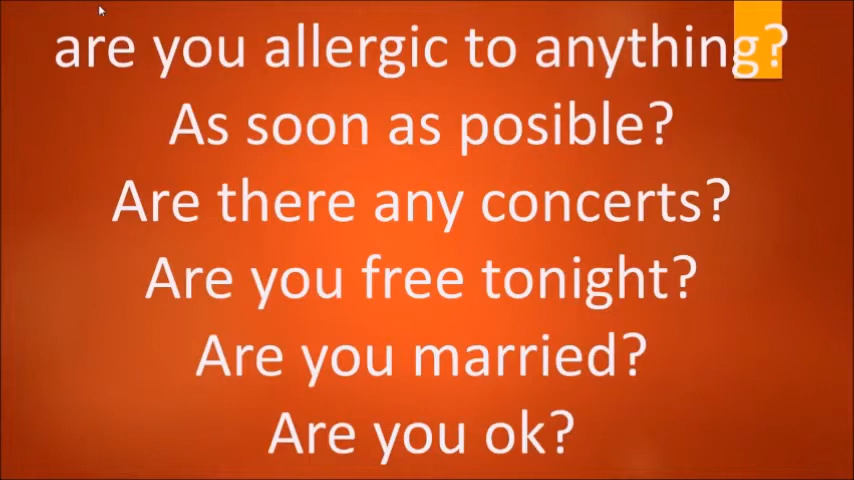 are you allergic to anything?
As soon as posible?
Are there any concerts?
Are you free tonight?
Are you married?
Are you ok?